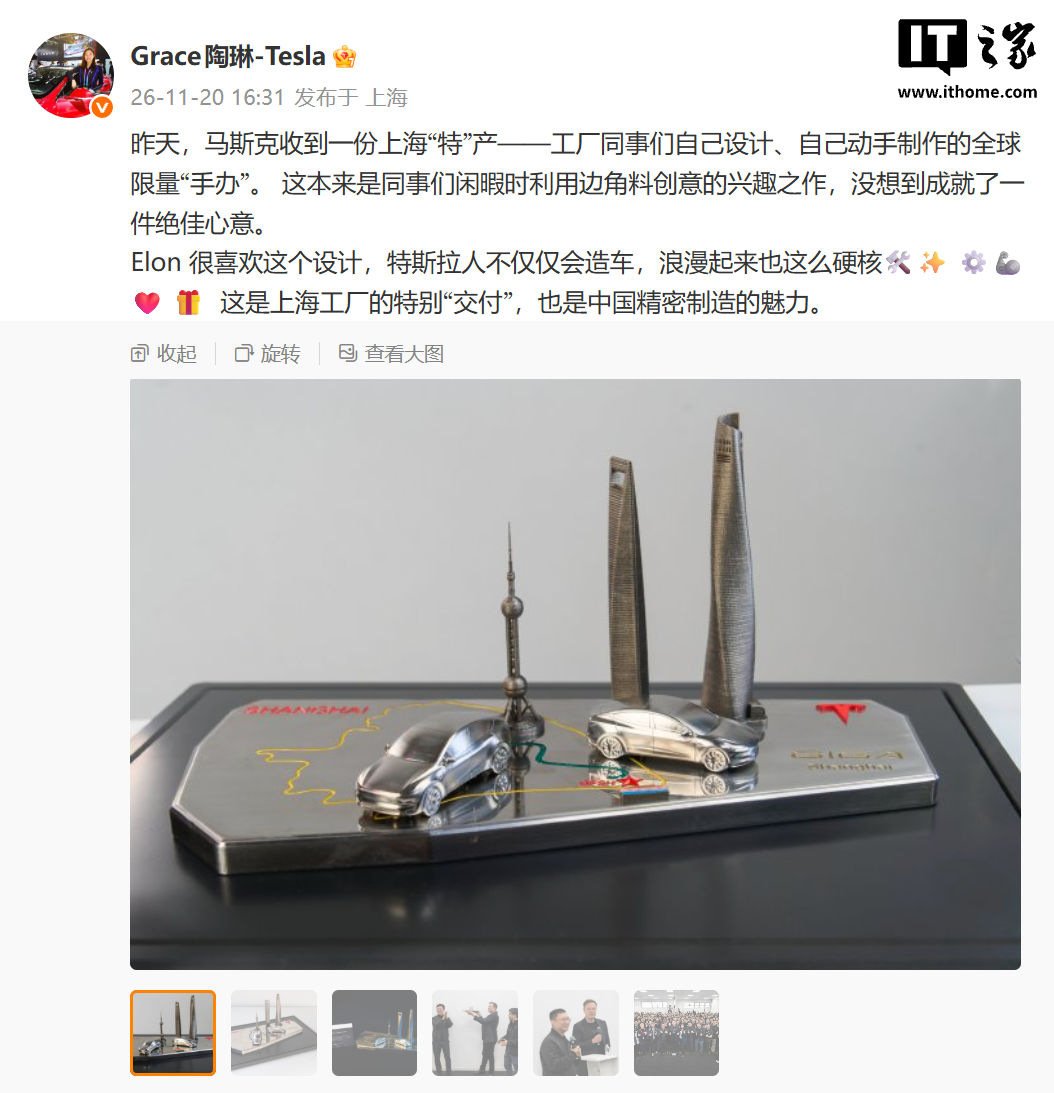 Grace陶琳-Tesla
IT之家
www.ithome.com
26-11-20 16:31 发布于 上海
昨天，马斯克收到一份上海“特”产——工厂同事们自己设计、自己动手制作的全球
限量“手办”。 这本来是同事们闲暇时利用边角料创意的兴趣之作，没想到成就了一
件绝佳心意。
Elon 很喜欢这个设计，特斯拉人不仅仅会造车，浪漫起来也这么硬核🛠️✨ ⚙️🦾
❤️ 🎁 这是上海工厂的特别“交付”，也是中国精密制造的魅力。
收起
旋转
查看大图
SHANGHAI
GIGA
Shanghai